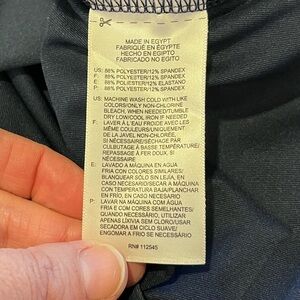 MADE IN EGYPT
FABRIQUÉ EN ÉGYPTE
HECHO EN EGIPTO
FABRICADO NO EGITO
US: 88% POLYESTER/12% SPANDEX
F: 88% POLYESTER/12% SPANDEX
E: 88% POLIESTER/12% ELASTANO
P: 88% POLYESTER/12% SPANDEX
US: MACHINE WASH COLD WITH LIKE
COLORS/ONLY NON-CHLORINE
BLEACH, WHEN NEEDED/TUMBLE
DRY LOW/COOL IRON IF NEEDED
F: LAVER À L'EAU FROIDE AVEC LES
MÊME COULEURS/UNIQUEMENT
DE LA JAVEL NON-CHLORINÉ,
SI NÉCESSAIRE/SÉCHAGE PAR
CULBUTAGE À BASSE TEMPÉRATURE/
REPASSAGE À FER DOUX, SI
NÉCESSAIRE
E: LAVADO A MÁQUINA EN AGUA
FRIA CON COLORES SIMILARES/
BLANQUEAR SOLO SIN LEJÍA, EN
CASO NECESARIO/SECAR A MÁQUINA
CON TEMPERATURA BAJA/PLANCHAR
EN FRIO, EN CASO NECESARIO
P: LAVAR NA MÁQUINA COM ÁGUA
FRIA E COM CORES SEMELHANTES/
QUANDO NECESSÁRIO, UTILIZAR
APENAS LIXÍVIA SEM CLORO/USAR
SECADORA EM CICLO SUAVE/
ENGOMAR A FRIO SE NECESSÁRIO
RN# 112545